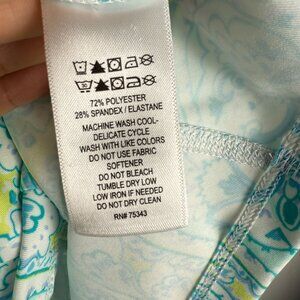 72% POLYESTER
28% SPANDEX / ELASTANE
MACHINE WASH COOL-
DELICATE CYCLE
WASH WITH LIKE COLORS
DO NOT USE FABRIC
SOFTENER
DO NOT BLEACH
TUMBLE DRY LOW
LOW IRON IF NEEDED
DO NOT DRY CLEAN
RN# 75343